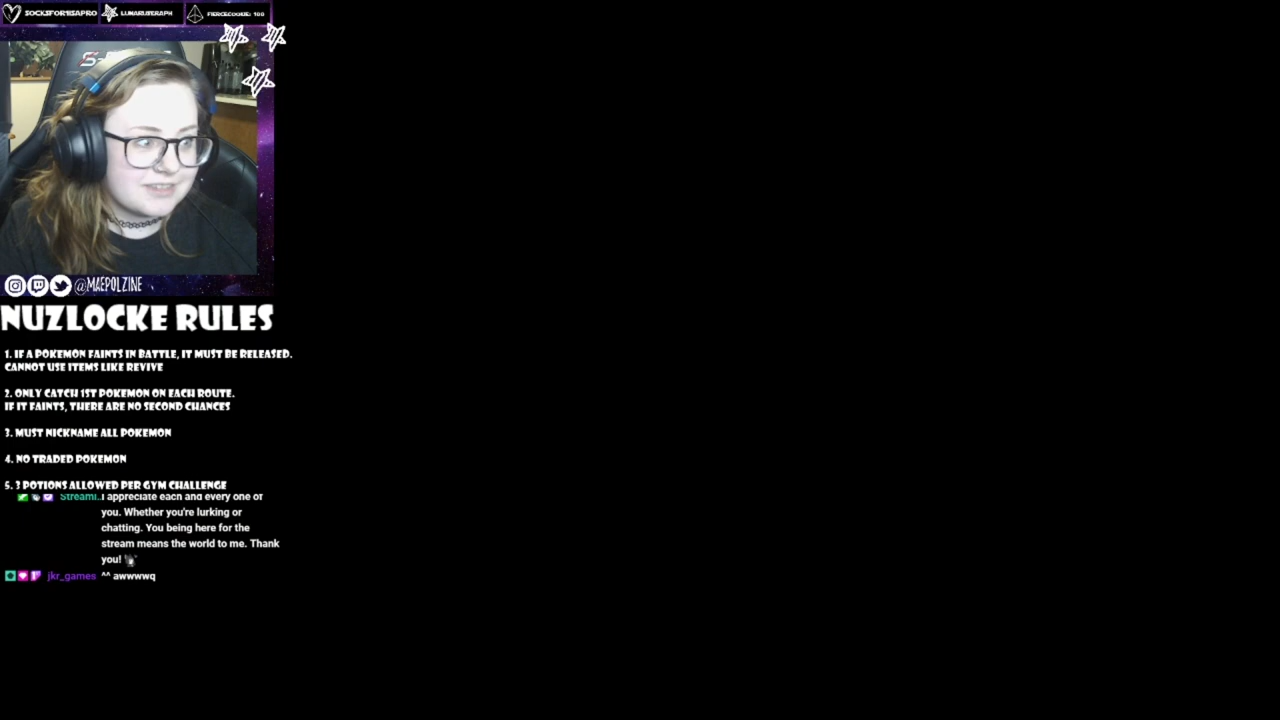 SOCKSFOR1SAPRO
LUNARUSERAPH
FIERCECOOKIE: 100
@MAEPOLZINE
NUZLOCKE RULES
1. IF A POKEMON FAINTS IN BATTLE, IT MUST BE RELEASED.
CANNOT USE ITEMS LIKE REVIVE
2. ONLY CATCH 1ST POKEMON ON EACH ROUTE.
IF IT FAINTS, THERE ARE NO SECOND CHANCES
3. MUST NICKNAME ALL POKEMON
4. NO TRADED POKEMON
5. 3 POTIONS ALLOWED PER GYM CHALLENGE
Streaml.. I appreciate each and every one of
you. Whether you're lurking or
chatting. You being here for the
stream means the world to me. Thank
you!
jkr_games ^^ awwwwq